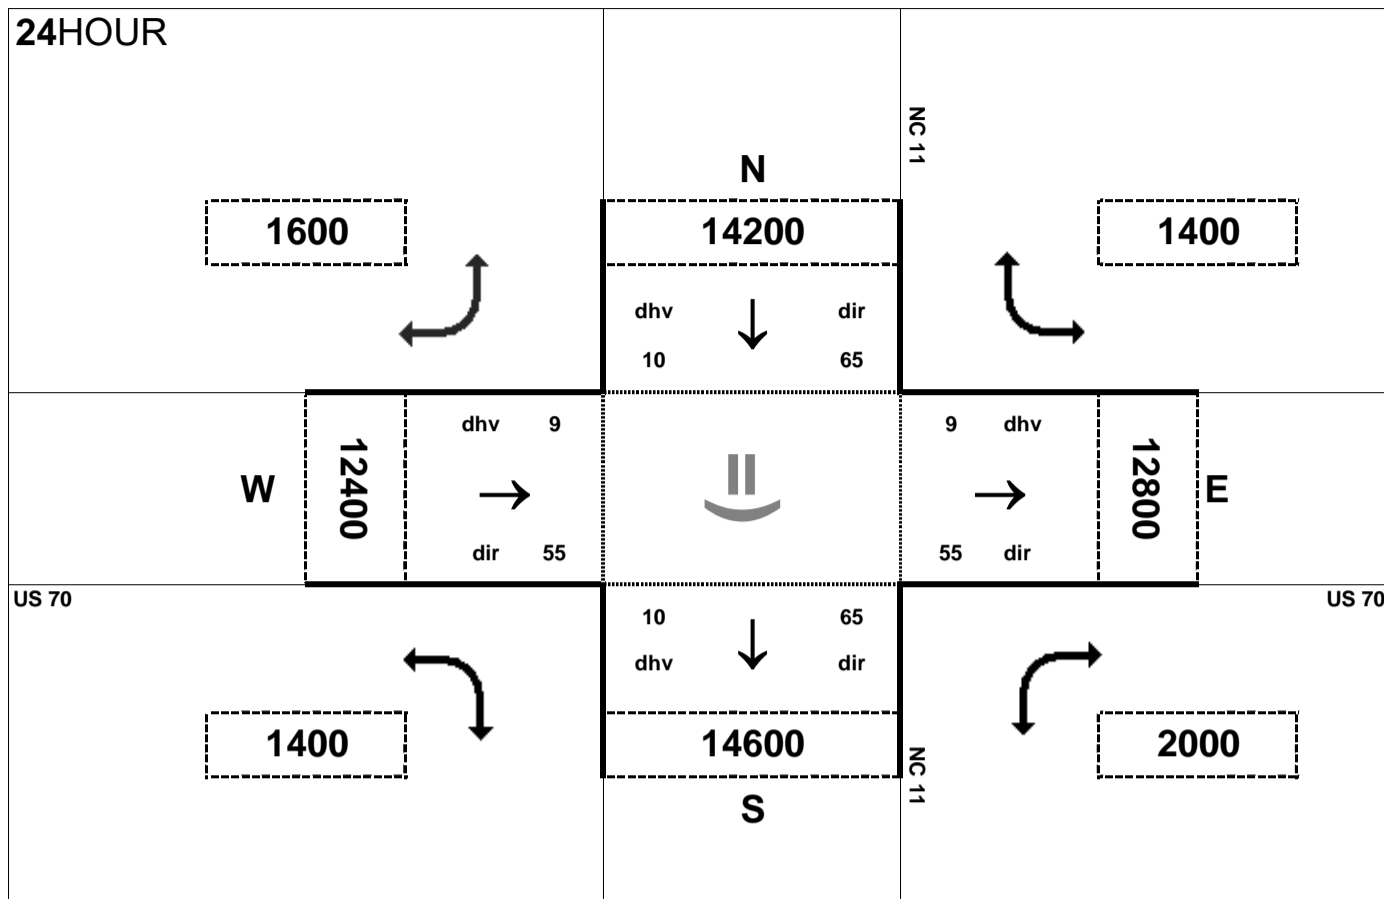 24HOUR
NC 11
N
1600
14200
1400
dhv
dir
10
65
dhv 9
9 dhv
W
12400
12800
E
dir 55
55 dir
US 70
US 70
10
65
dhv
dir
1400
14600
2000
NC 11
S